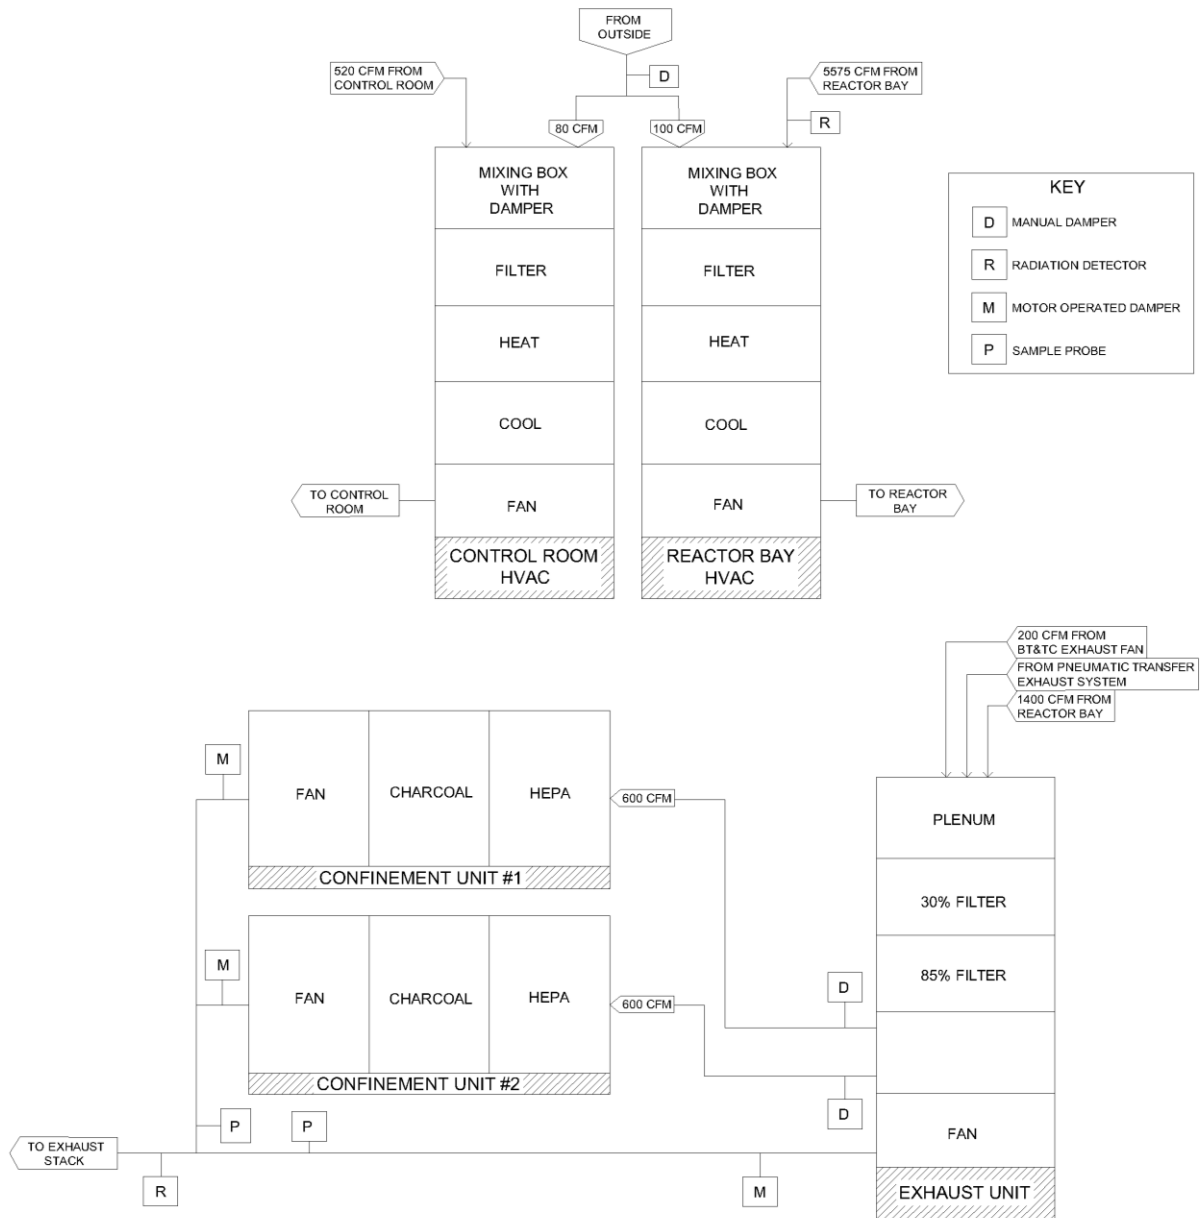 FROM
OUTSIDE
D
520 CFM FROM
CONTROL ROOM
5575 CFM FROM
REACTOR BAY
80 CFM
100 CFM
R
MIXING BOX
WITH
DAMPER
FILTER
HEAT
COOL
FAN
TO CONTROL
ROOM
CONTROL ROOM
HVAC
MIXING BOX
WITH
DAMPER
FILTER
HEAT
COOL
FAN
TO REACTOR
BAY
REACTOR BAY
HVAC
KEY
D MANUAL DAMPER
R RADIATION DETECTOR
M MOTOR OPERATED DAMPER
P SAMPLE PROBE
200 CFM FROM
BT&TC EXHAUST FAN
FROM PNEUMATIC TRANSFER
EXHAUST SYSTEM
1400 CFM FROM
REACTOR BAY
M
FAN
CHARCOAL
HEPA
600 CFM
CONFINEMENT UNIT #1
M
FAN
CHARCOAL
HEPA
600 CFM
CONFINEMENT UNIT #2
PLENUM
30% FILTER
85% FILTER
D
D
FAN
EXHAUST UNIT
P
P
TO EXHAUST
STACK
R
M